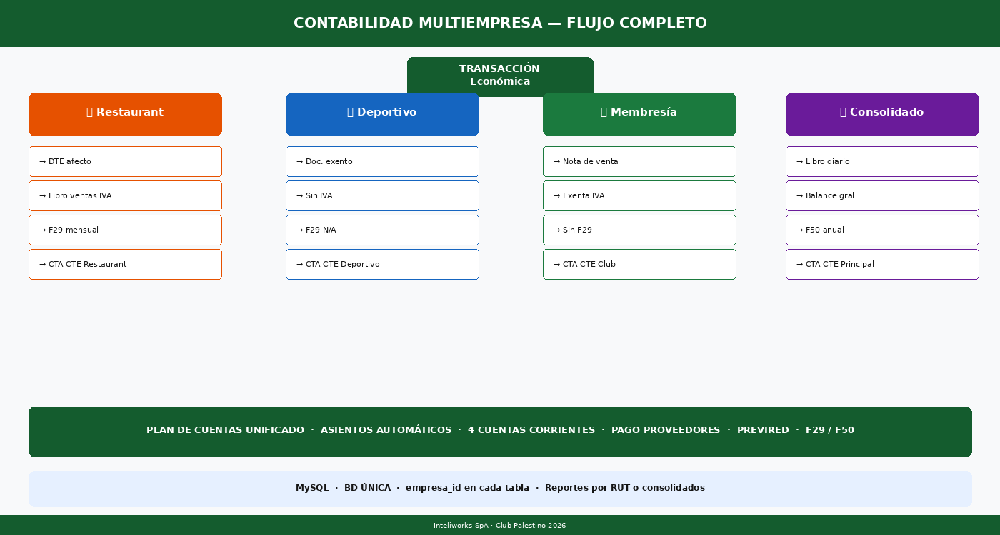 CONTABILIDAD MULTIEMPRESA — FLUJO COMPLETO
TRANSACCIÓN
Económica
Restaurant
→ DTE afecto
→ Libro ventas IVA
→ F29 mensual
→ CTA CTE Restaurant
Deportivo
→ Doc. exento
→ Sin IVA
→ F29 N/A
→ CTA CTE Deportivo
Membresía
→ Nota de venta
→ Exenta IVA
→ Sin F29
→ CTA CTE Club
Consolidado
→ Libro diario
→ Balance gral
→ F50 anual
→ CTA CTE Principal
PLAN DE CUENTAS UNIFICADO · ASIENTOS AUTOMÁTICOS · 4 CUENTAS CORRIENTES · PAGO PROVEEDORES · PREVIRED · F29 / F50
MySQL · BD ÚNICA · empresa_id en cada tabla · Reportes por RUT o consolidados
Inteliworks SpA · Club Palestino 2026